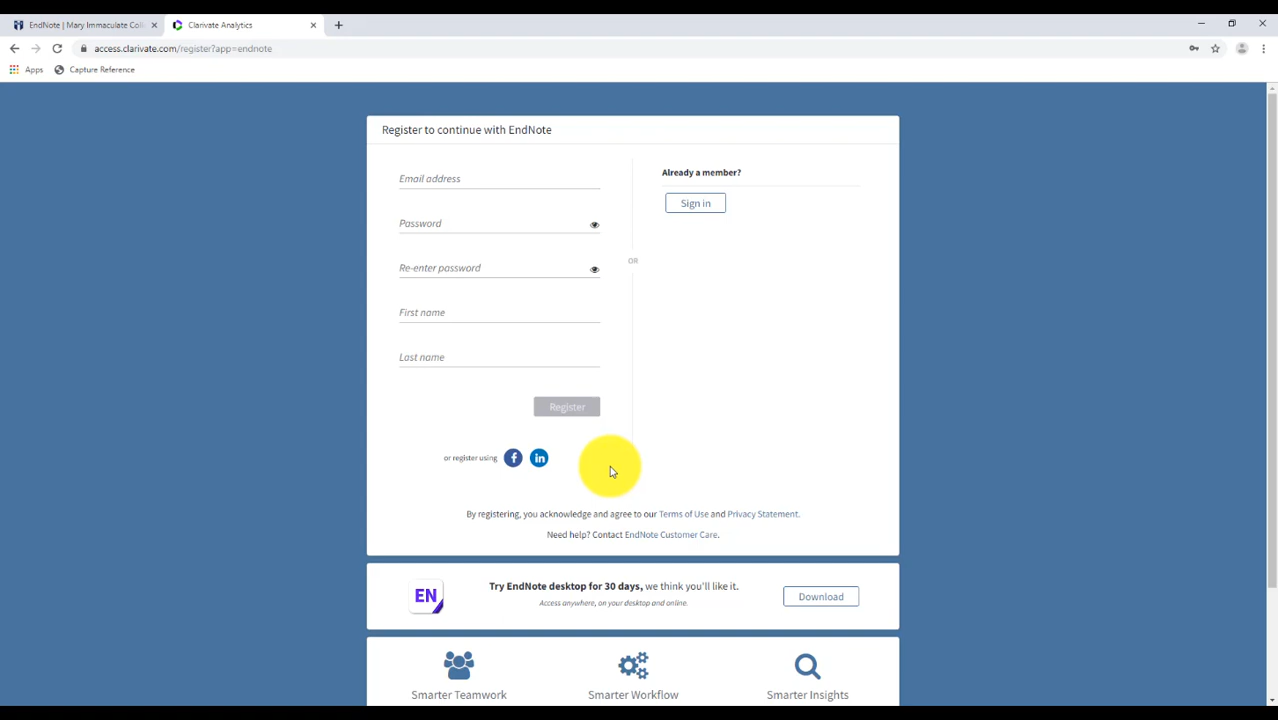 EndNote | Mary Immaculate Coll
Clarivate Analytics
access.clarivate.com/register?app=endnote
Apps
Capture Reference
Register to continue with EndNote
Email address
Password
Re-enter password
First name
Last name
Register
or register using
f
in
Already a member?
Sign in
OR
By registering, you acknowledge and agree to our Terms of Use and Privacy Statement.
Need help? Contact EndNote Customer Care.
EN
Try EndNote desktop for 30 days, we think you'll like it.
Access anywhere, on your desktop and online.
Download
Smarter Teamwork
Smarter Workflow
Smarter Insights